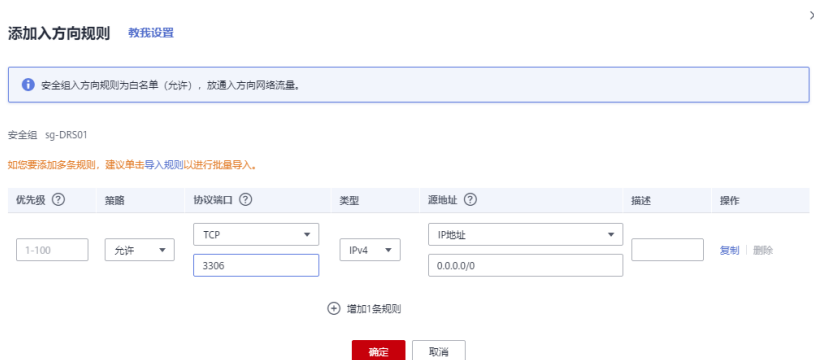 添加入方向规则 教我设置
安全组入方向规则为白名单（允许），放通入方向网络流量。
安全组 sg-DRS01
如您要添加多条规则，建议单击导入规则以进行批量导入。
优先级 ? 策略 协议端口 ? 类型 源地址 ? 描述 操作
1-100 允许 TCP IPv4 IP地址 复制 删除
3306 0.0.0.0/0
增加1条规则
确定 取消